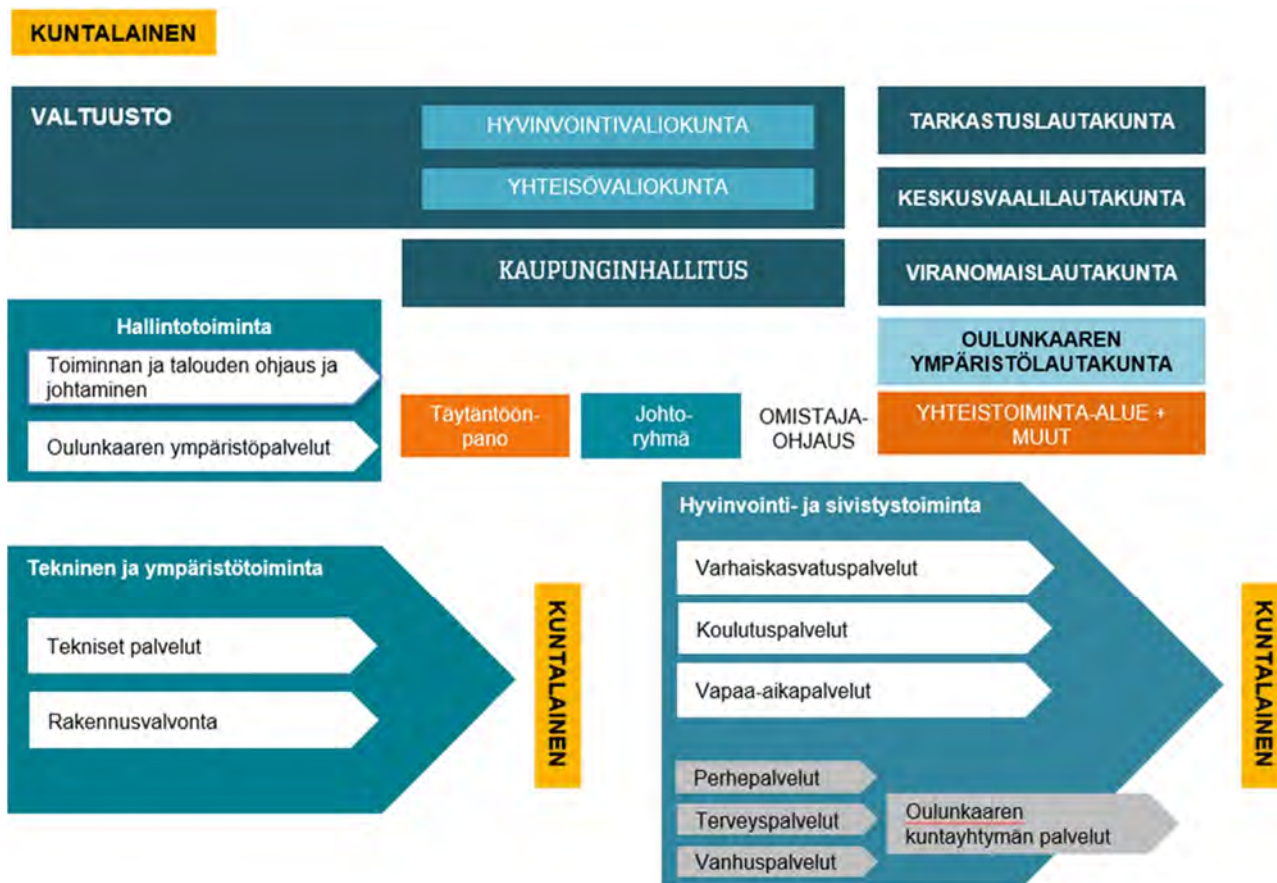 KUNTALAINEN
VALTUUSTO
HYVINVOINTIVALIOKUNTA
YHTEISÖVALIOKUNTA
KAUPUNGINHALLITUS
TARKASTUSLAUTAKUNTA
KESKUSVAALILAUTAKUNTA
VIRANOMAISLAUTAKUNTA
OULUNKAAREN
YMPÄRISTÖLAUTAKUNTA
YHTEISTOIMINTA-ALUE +
MUUT
Hallintotoiminta
Toiminnan ja talouden ohjaus ja
johtaminen
Oulunkaaren ympäristöpalvelut
Täytäntöön-
pano
Johto-
ryhmä
OMISTAJA-
OHJAUS
Tekninen ja ympäristötoiminta
Tekniset palvelut
Rakennusvalvonta
KUNTALAINEN
Hyvinvointi- ja sivistystoiminta
Varhaiskasvatuspalvelut
Koulutuspalvelut
Vapaa-aikapalvelut
Perhepalvelut
Terveyspalvelut
Vanhuspalvelut
Oulunkaaren
kuntayhtymän palvelut
KUNTALAINEN